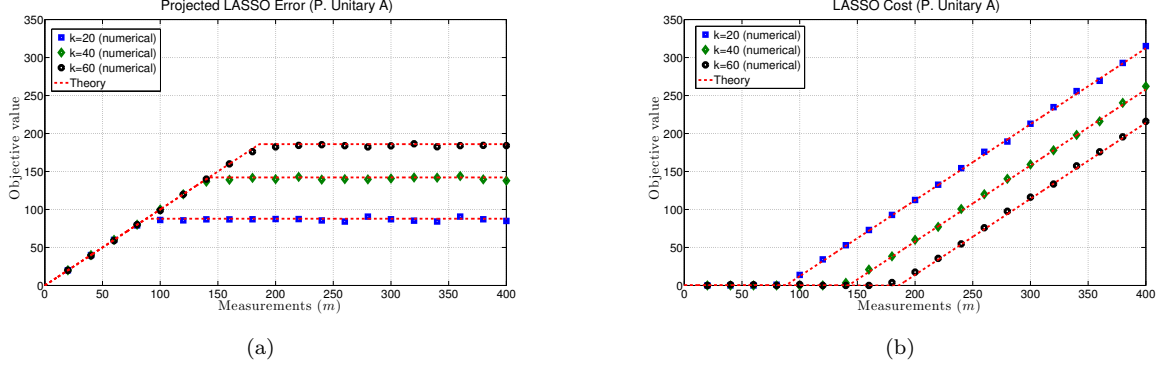 Projected LASSO Error (P. Unitary A)
350
300
250
200
150
100
50
0
Objective value
k=20 (numerical)
k=40 (numerical)
k=60 (numerical)
Theory
0 50 100 150 200 250 300 350 400
Measurements (m)
(a)
LASSO Cost (P. Unitary A)
350
300
250
200
150
100
50
0
Objective value
k=20 (numerical)
k=40 (numerical)
k=60 (numerical)
Theory
0 50 100 150 200 250 300 350 400
Measurements (m)
(b)